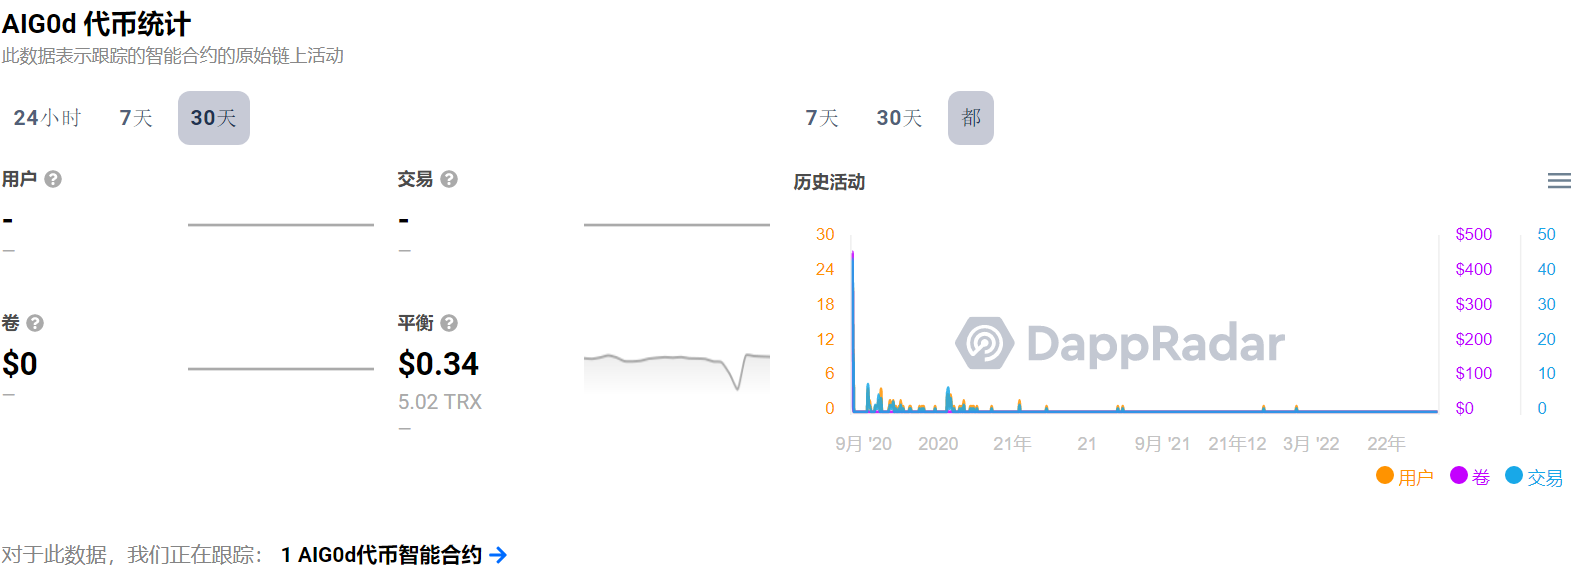 AIG0d 代币统计
此数据表示跟踪的智能合约的原始链上活动
24小时 7天 30天
用户 ?
-
–
交易 ?
-
–
卷 ?
$0
–
平衡 ?
$0.34
5.02 TRX
–
7天 30天 都
历史活动
30 $500 50
24 $400 40
18 $300 30
12 $200 20
6 $100 10
0 $0 0
DappRadar
9月 '20 2020 21年 21 9月 '21 21年12 3月 '22 22年
用户 卷 交易
对于此数据，我们正在跟踪： 1 AIG0d代币智能合约